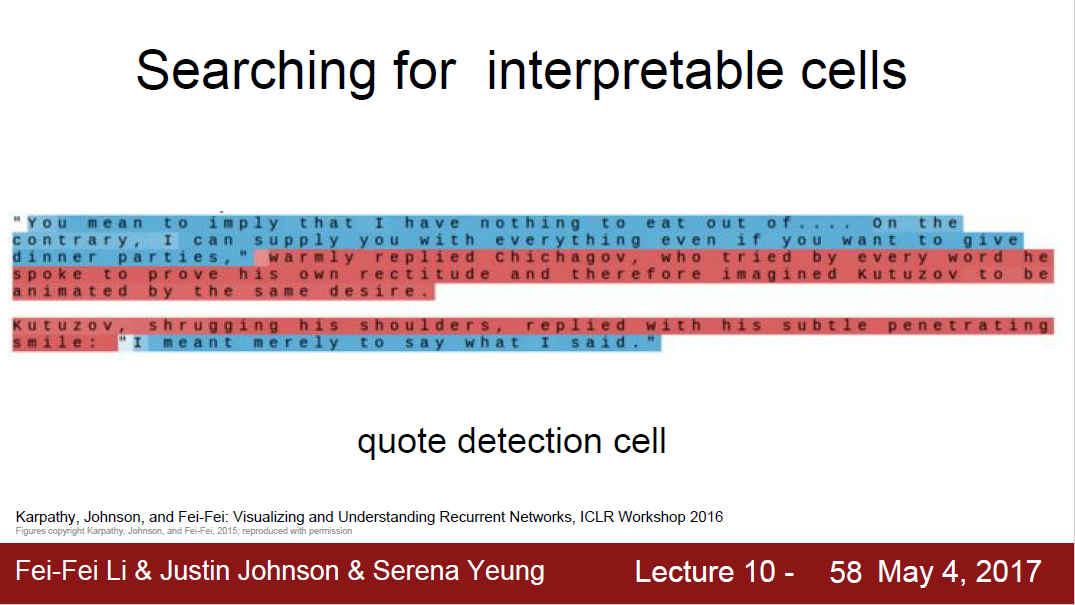 Searching for  interpretable cells
"You mean to imply that I have nothing to eat out of.... On the
contrary, I can supply you with everything even if you want to give
dinner parties," warmly replied Chichagov, who tried by every word he
spoke to prove his own rectitude and therefore imagined Kutuzov to be
animated by the same desire.
Kutuzov, shrugging his shoulders, replied with his subtle penetrating
smile: "I meant merely to say what I said."
quote detection cell
Karpathy, Johnson, and Fei-Fei: Visualizing and Understanding Recurrent Networks, ICLR Workshop 2016
Figures copyright Karpathy, Johnson, and Fei-Fei, 2015; reproduced with permission
Fei-Fei Li & Justin Johnson & Serena Yeung Lecture 10 - 58 May 4, 2017